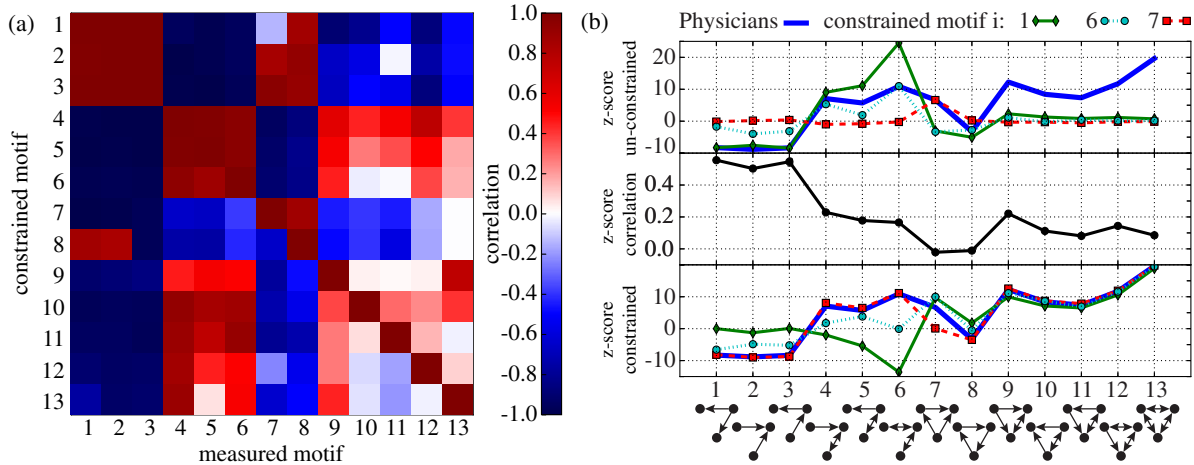 (a)
1
2
3
4
5
6
7
8
9
10
11
12
13
constrained motif
1 2 3 4 5 6 7 8 9 10 11 12 13
measured motif
1.0
0.8
0.6
0.4
0.2
0.0
-0.2
-0.4
-0.6
-0.8
-1.0
correlation
(b) Physicians constrained motif i: 1 6 7
z-score
un-constrained
20
10
0
-10
z-score
correlation
0.4
0.2
0.0
z-score
constrained
10
0
-10
1 2 3 4 5 6 7 8 9 10 11 12 13